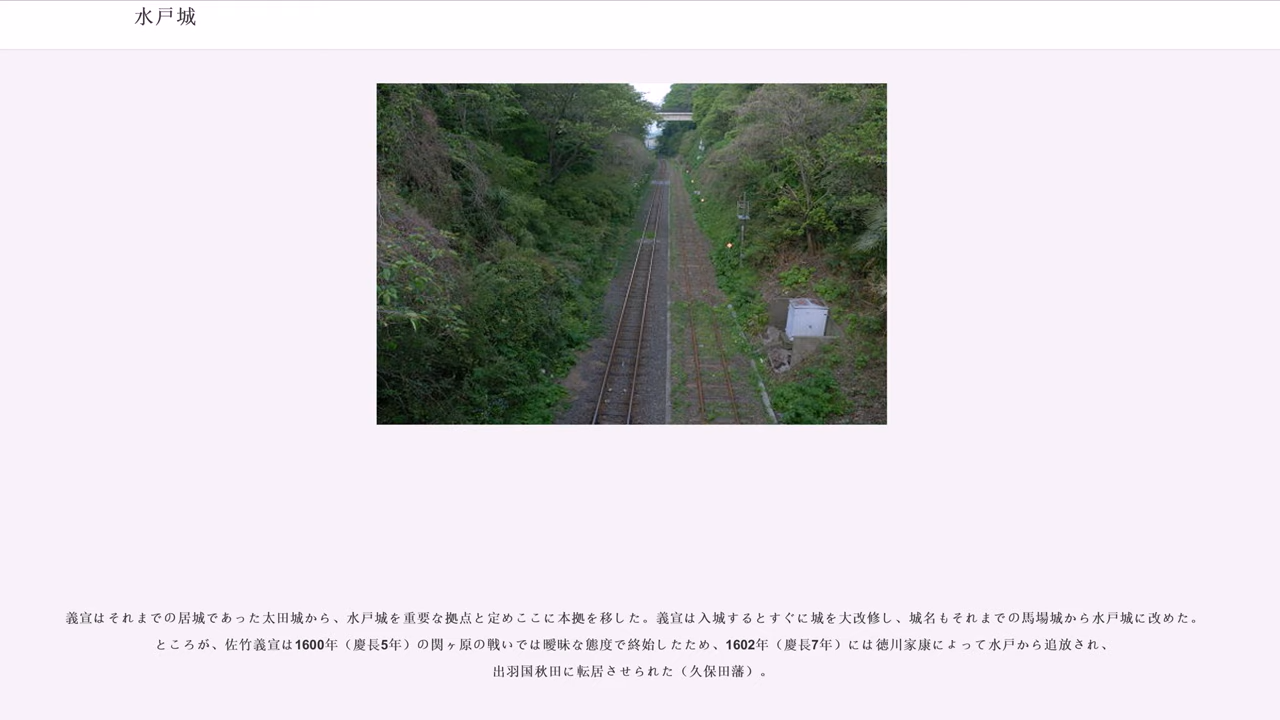 水戸城
義宣はそれまでの居城であった太田城から、水戸城を重要な拠点と定めここに本拠を移した。義宣は入城するとすぐに城を大改修し、城名もそれまでの馬場城から水戸城に改めた。
ところが、佐竹義宣は1600年（慶長5年）の関ヶ原の戦いでは曖昧な態度で終始したため、1602年（慶長7年）には徳川家康によって水戸から追放され、
出羽国秋田に転居させられた（久保田藩）。